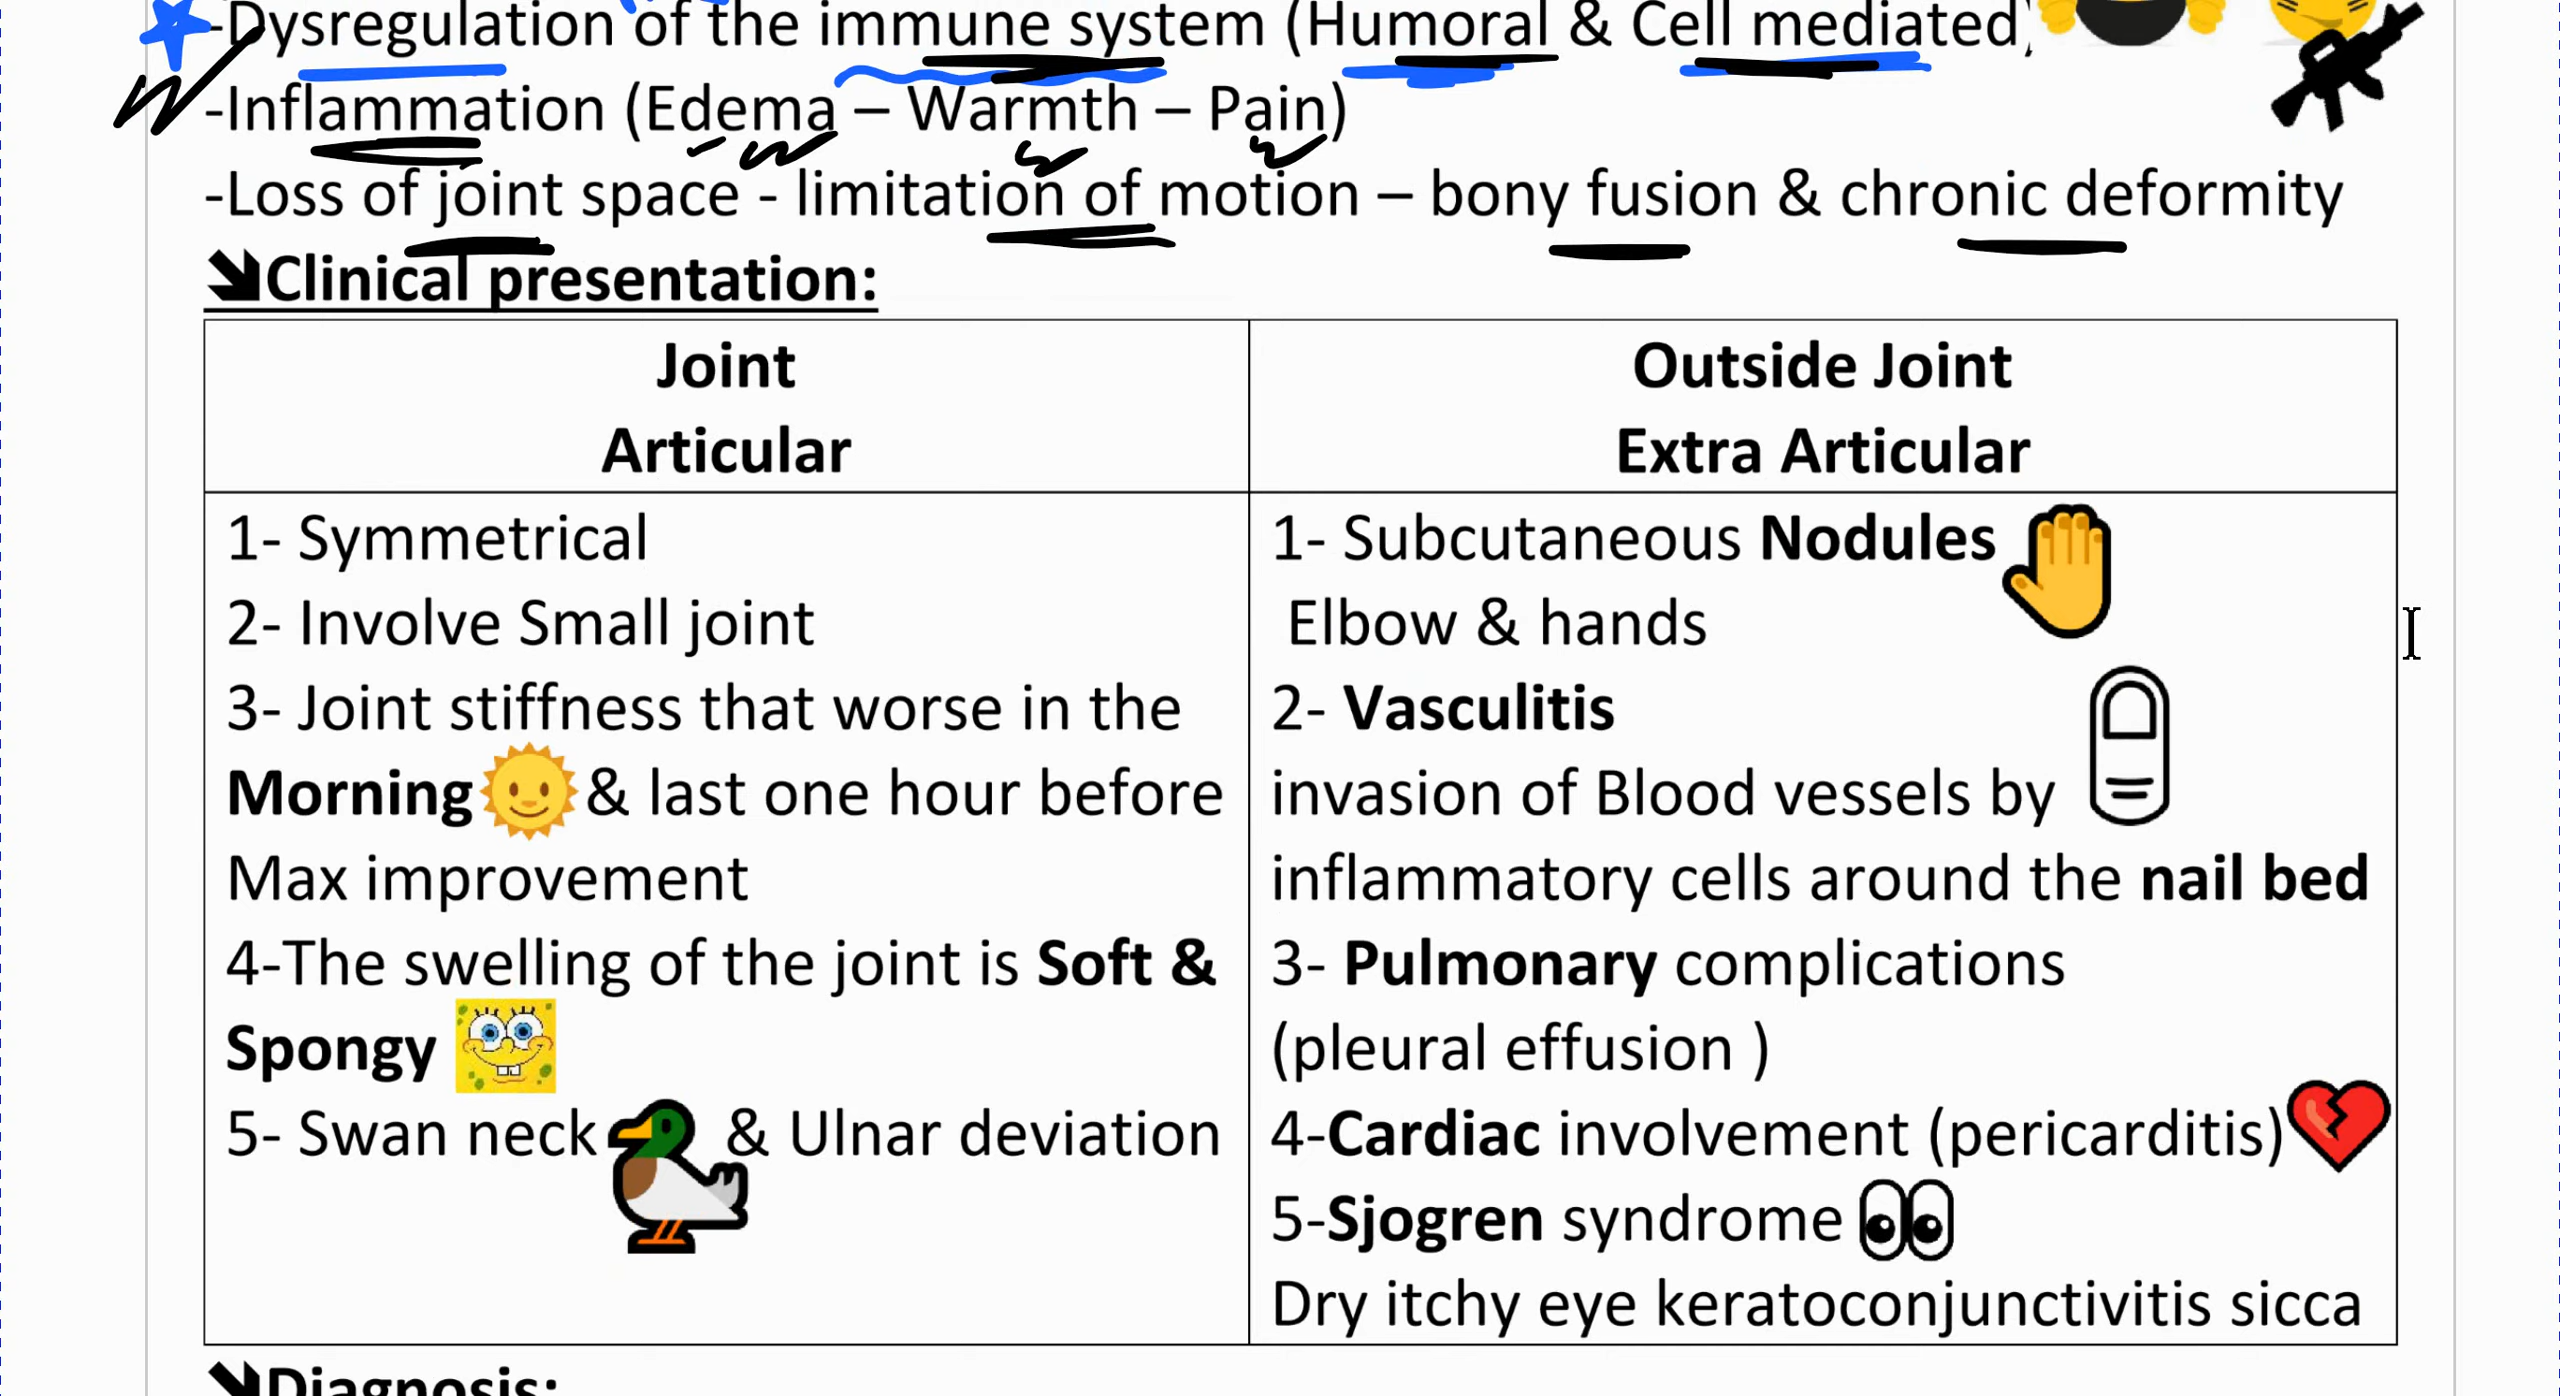 -Dysregulation of the immune system (Humoral & Cell mediated)
-Inflammation (Edema – Warmth – Pain)
-Loss of joint space - limitation of motion – bony fusion & chronic deformity
Clinical presentation:
Joint
Articular
1- Symmetrical
2- Involve Small joint
3- Joint stiffness that worse in the
Morning & last one hour before
Max improvement
4-The swelling of the joint is Soft &
Spongy
5- Swan neck & Ulnar deviation
Outside Joint
Extra Articular
1- Subcutaneous Nodules
Elbow & hands
2- Vasculitis
invasion of Blood vessels by
inflammatory cells around the nail bed
3- Pulmonary complications
(pleural effusion )
4-Cardiac involvement (pericarditis)
5-Sjogren syndrome
Dry itchy eye keratoconjunctivitis sicca
Diagnosis: